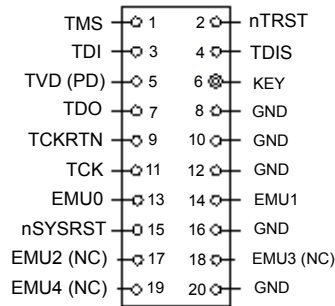 TMS 1 2 nTRST
TDI 3 4 TDIS
TVD (PD) 5 6 KEY
TDO 7 8 GND
TCKRTN 9 10 GND
TCK 11 12 GND
EMU0 13 14 EMU1
nSYSRST 15 16 GND
EMU2 (NC) 17 18 EMU3 (NC)
EMU4 (NC) 19 20 GND